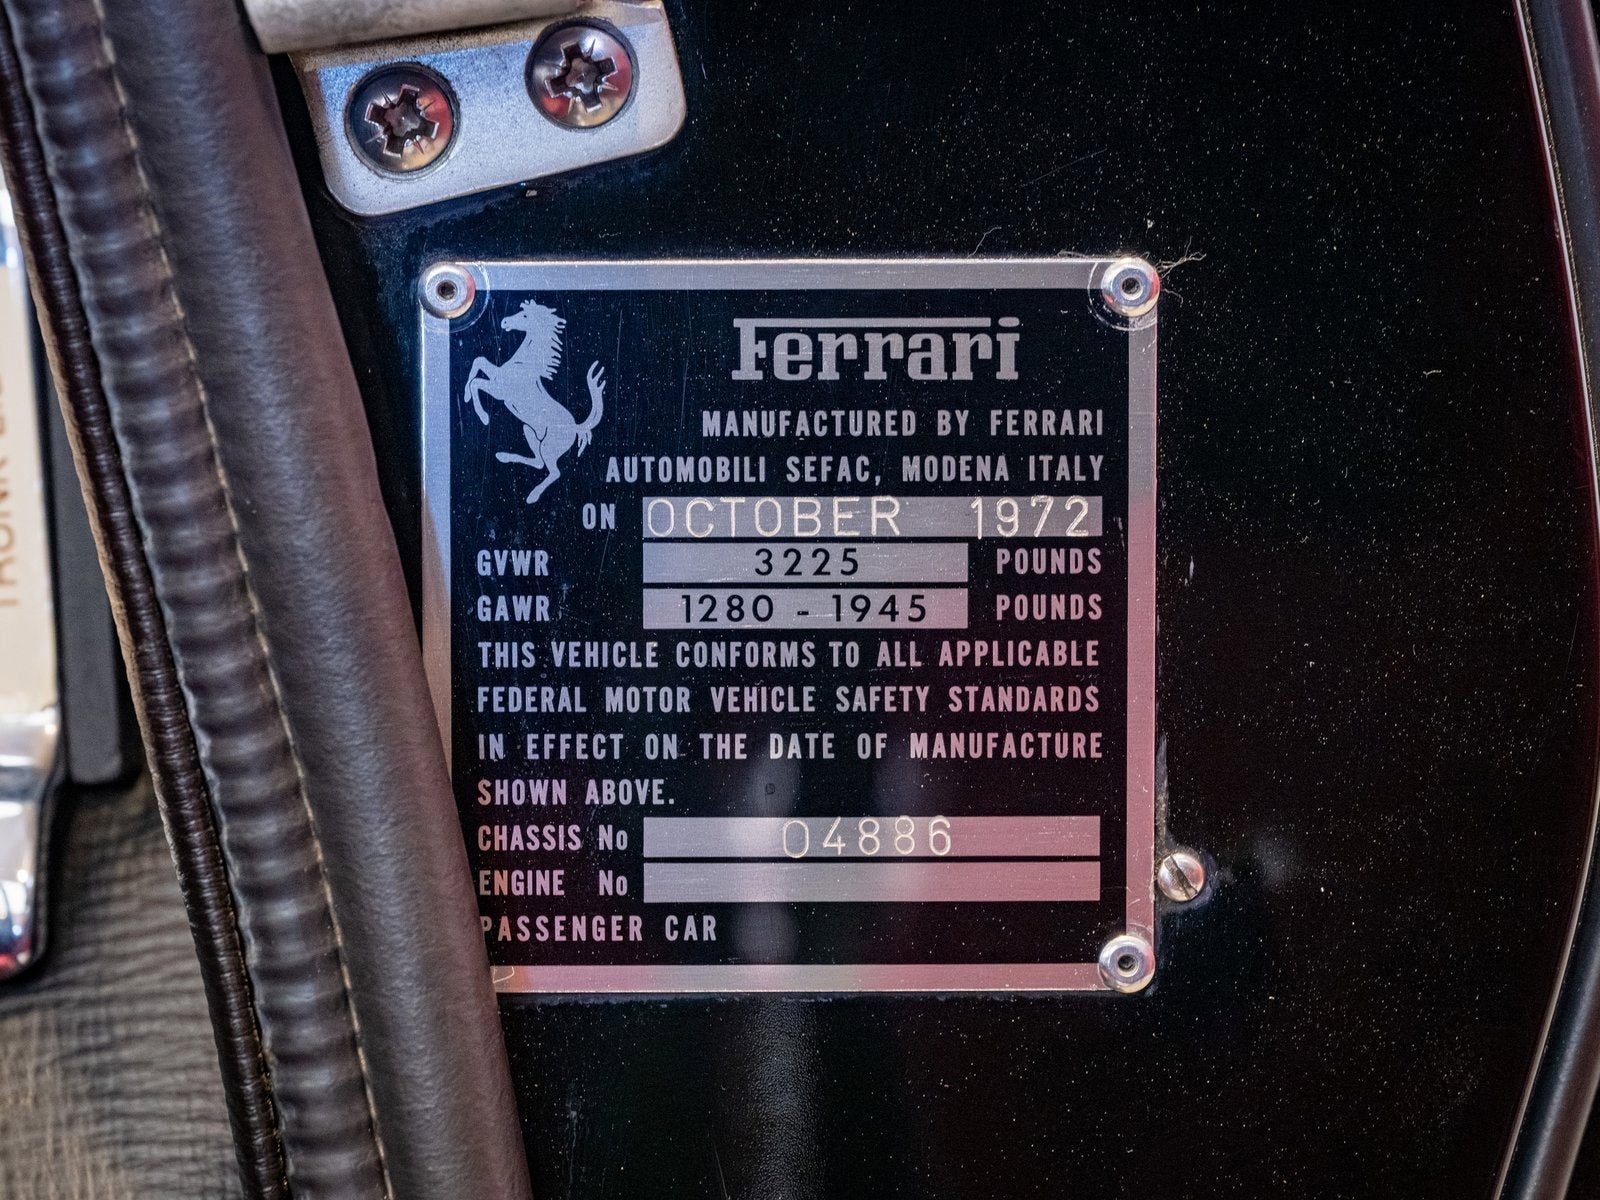 Ferrari
MANUFACTURED BY FERRARI
AUTOMOBILI SEFAC, MODENA ITALY
ON OCTOBER 1972
GVWR 3225 POUNDS
GAWR 1280 - 1945 POUNDS
THIS VEHICLE CONFORMS TO ALL APPLICABLE
FEDERAL MOTOR VEHICLE SAFETY STANDARDS
IN EFFECT ON THE DATE OF MANUFACTURE
SHOWN ABOVE.
CHASSIS No 04886
ENGINE No
PASSENGER CAR